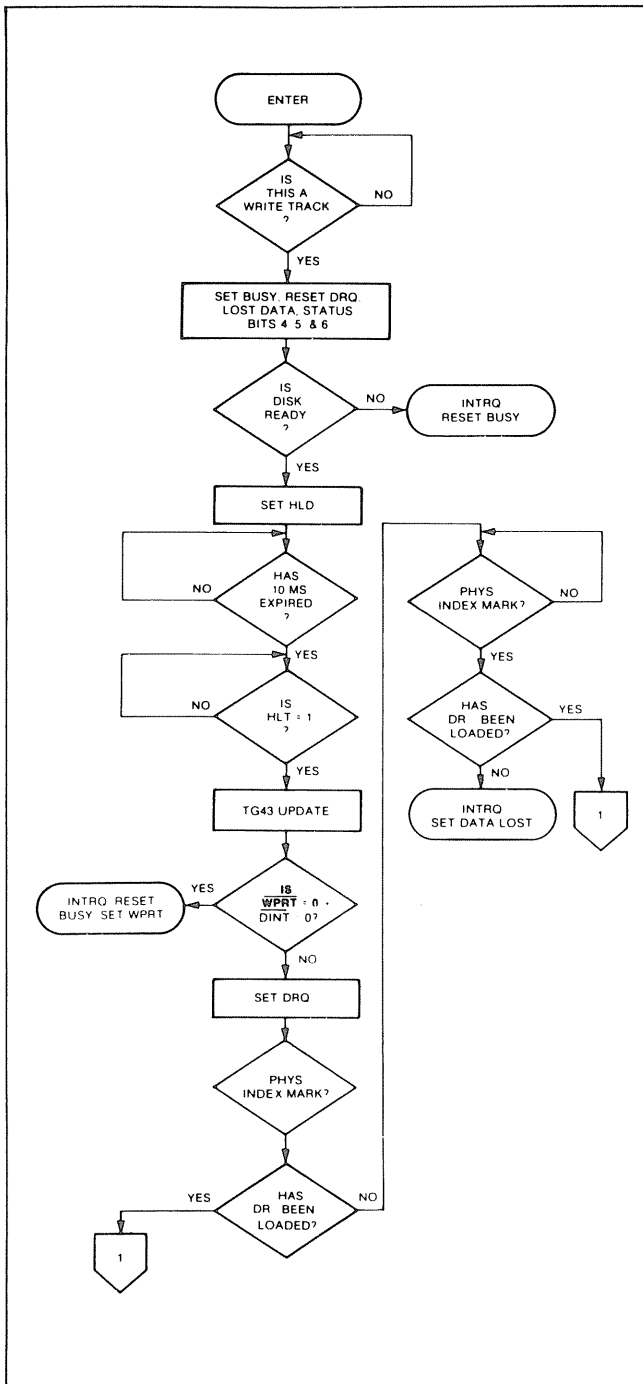 ENTER
IS
THIS A
WRITE TRACK
?
NO
YES
SET BUSY, RESET DRQ,
LOST DATA, STATUS
BITS 4 5 & 6
IS
DISK
READY
?
NO
INTRQ
RESET BUSY
YES
SET HLD
HAS
10 MS
EXPIRED
?
NO
YES
IS
HLT = 1
?
NO
YES
TG43 UPDATE
IS
WPRT = 0 +
DINT = 0?
YES
INTRQ RESET
BUSY SET WPRT
NO
SET DRQ
PHYS
INDEX MARK?
HAS
DR BEEN
LOADED?
YES
NO
1
PHYS
INDEX MARK?
NO
YES
HAS
DR BEEN
LOADED?
YES
NO
INTRQ
SET DATA LOST
1